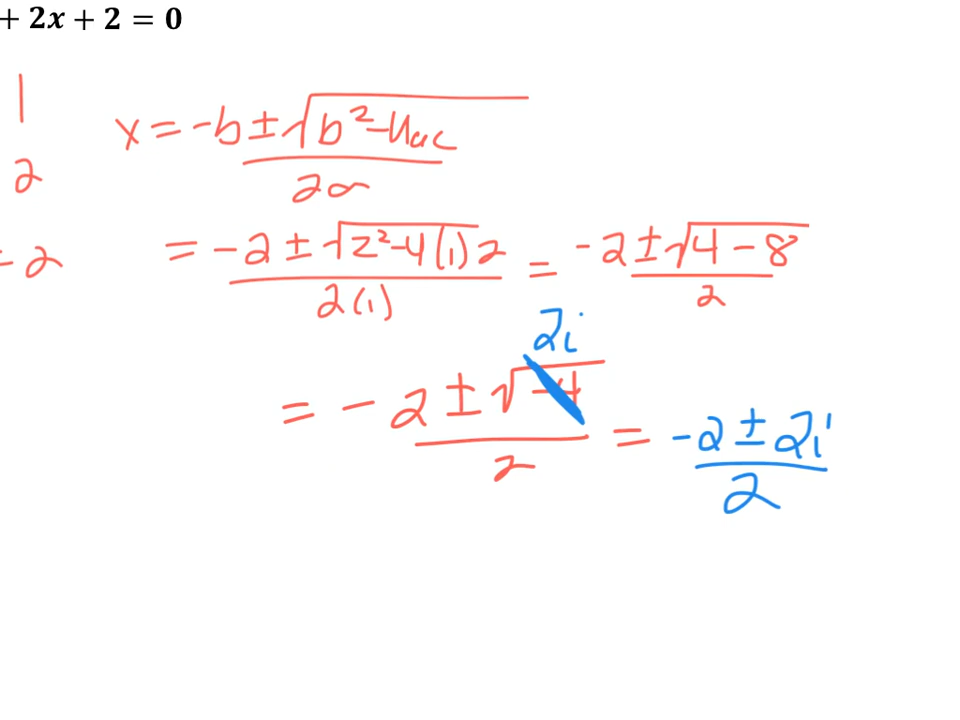 + 2x + 2 = 0
1
x = -b ± √b² - 4ac
2
2a
- 2
= -2 ± √2² - 4(1)2 = -2 ± √4 - 8
2(1) 2
2i
= -2 ± √-4 = -2 ± 2i
2 2